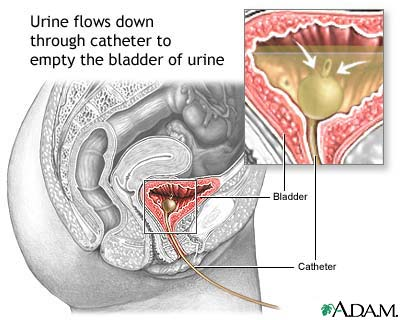 Urine flows down
through catheter to
empty the bladder of urine
Bladder
Catheter
A.D.A.M.